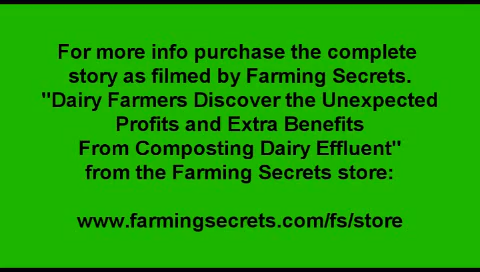 For more info purchase the complete
story as filmed by Farming Secrets.
"Dairy Farmers Discover the Unexpected
Profits and Extra Benefits
From Composting Dairy Effluent"
from the Farming Secrets store:
www.farmingsecrets.com/fs/store